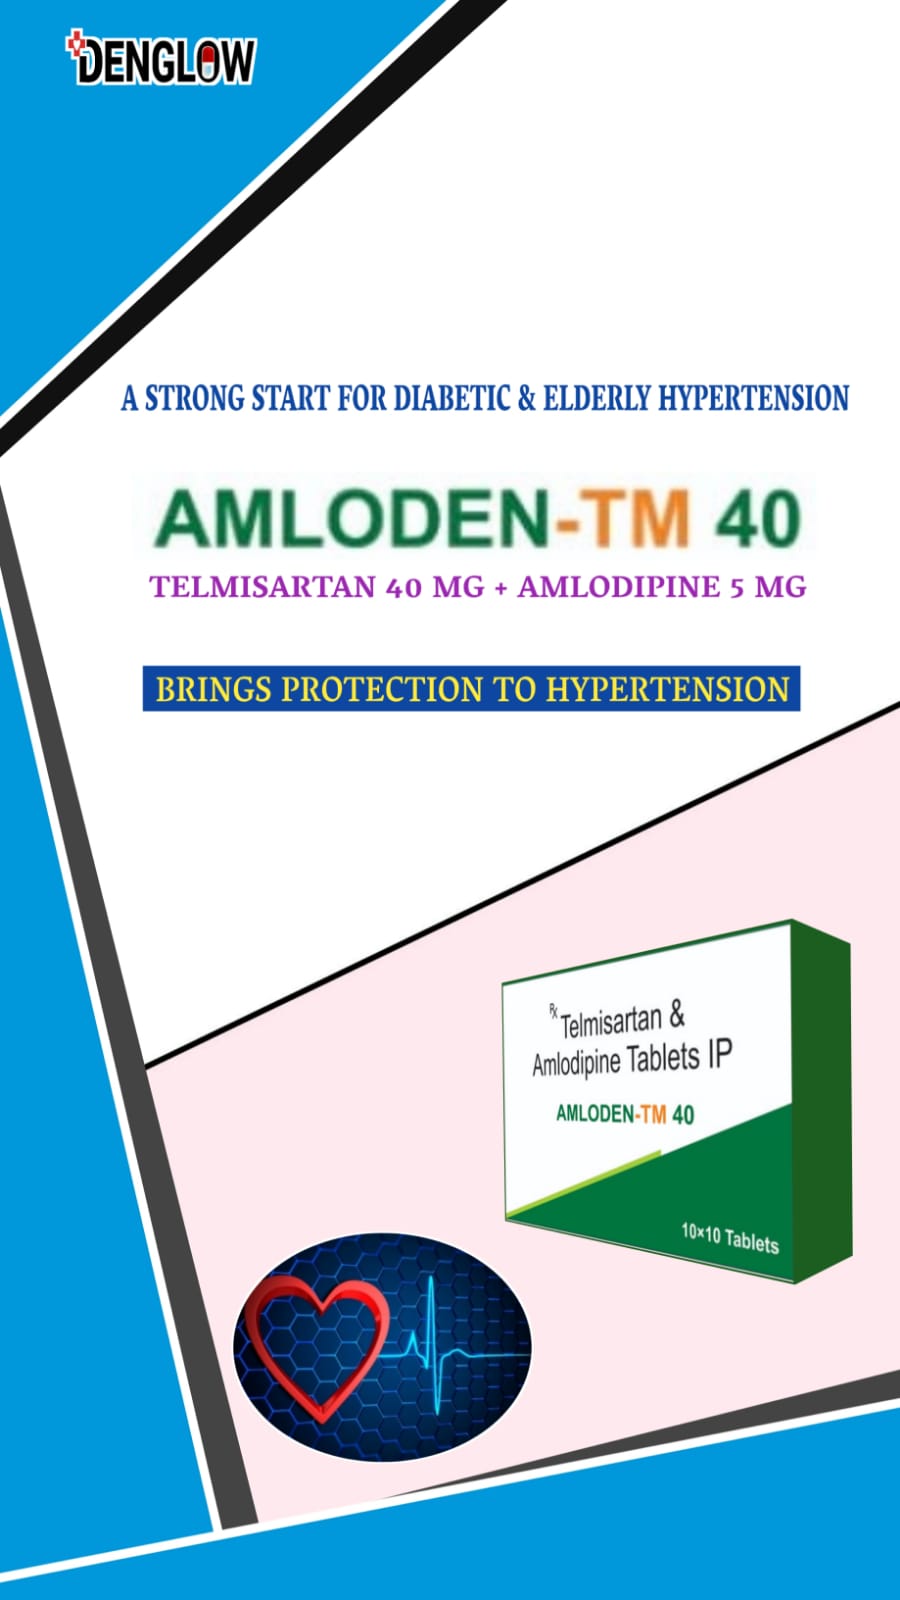 DENGLOW
A STRONG START FOR DIABETIC & ELDERLY HYPERTENSION
AMLODEN-TM 40
TELMISARTAN 40 MG + AMLODIPINE 5 MG
BRINGS PROTECTION TO HYPERTENSION
Rx Telmisartan &
Amlodipine Tablets IP
AMLODEN-TM 40
10×10 Tablets